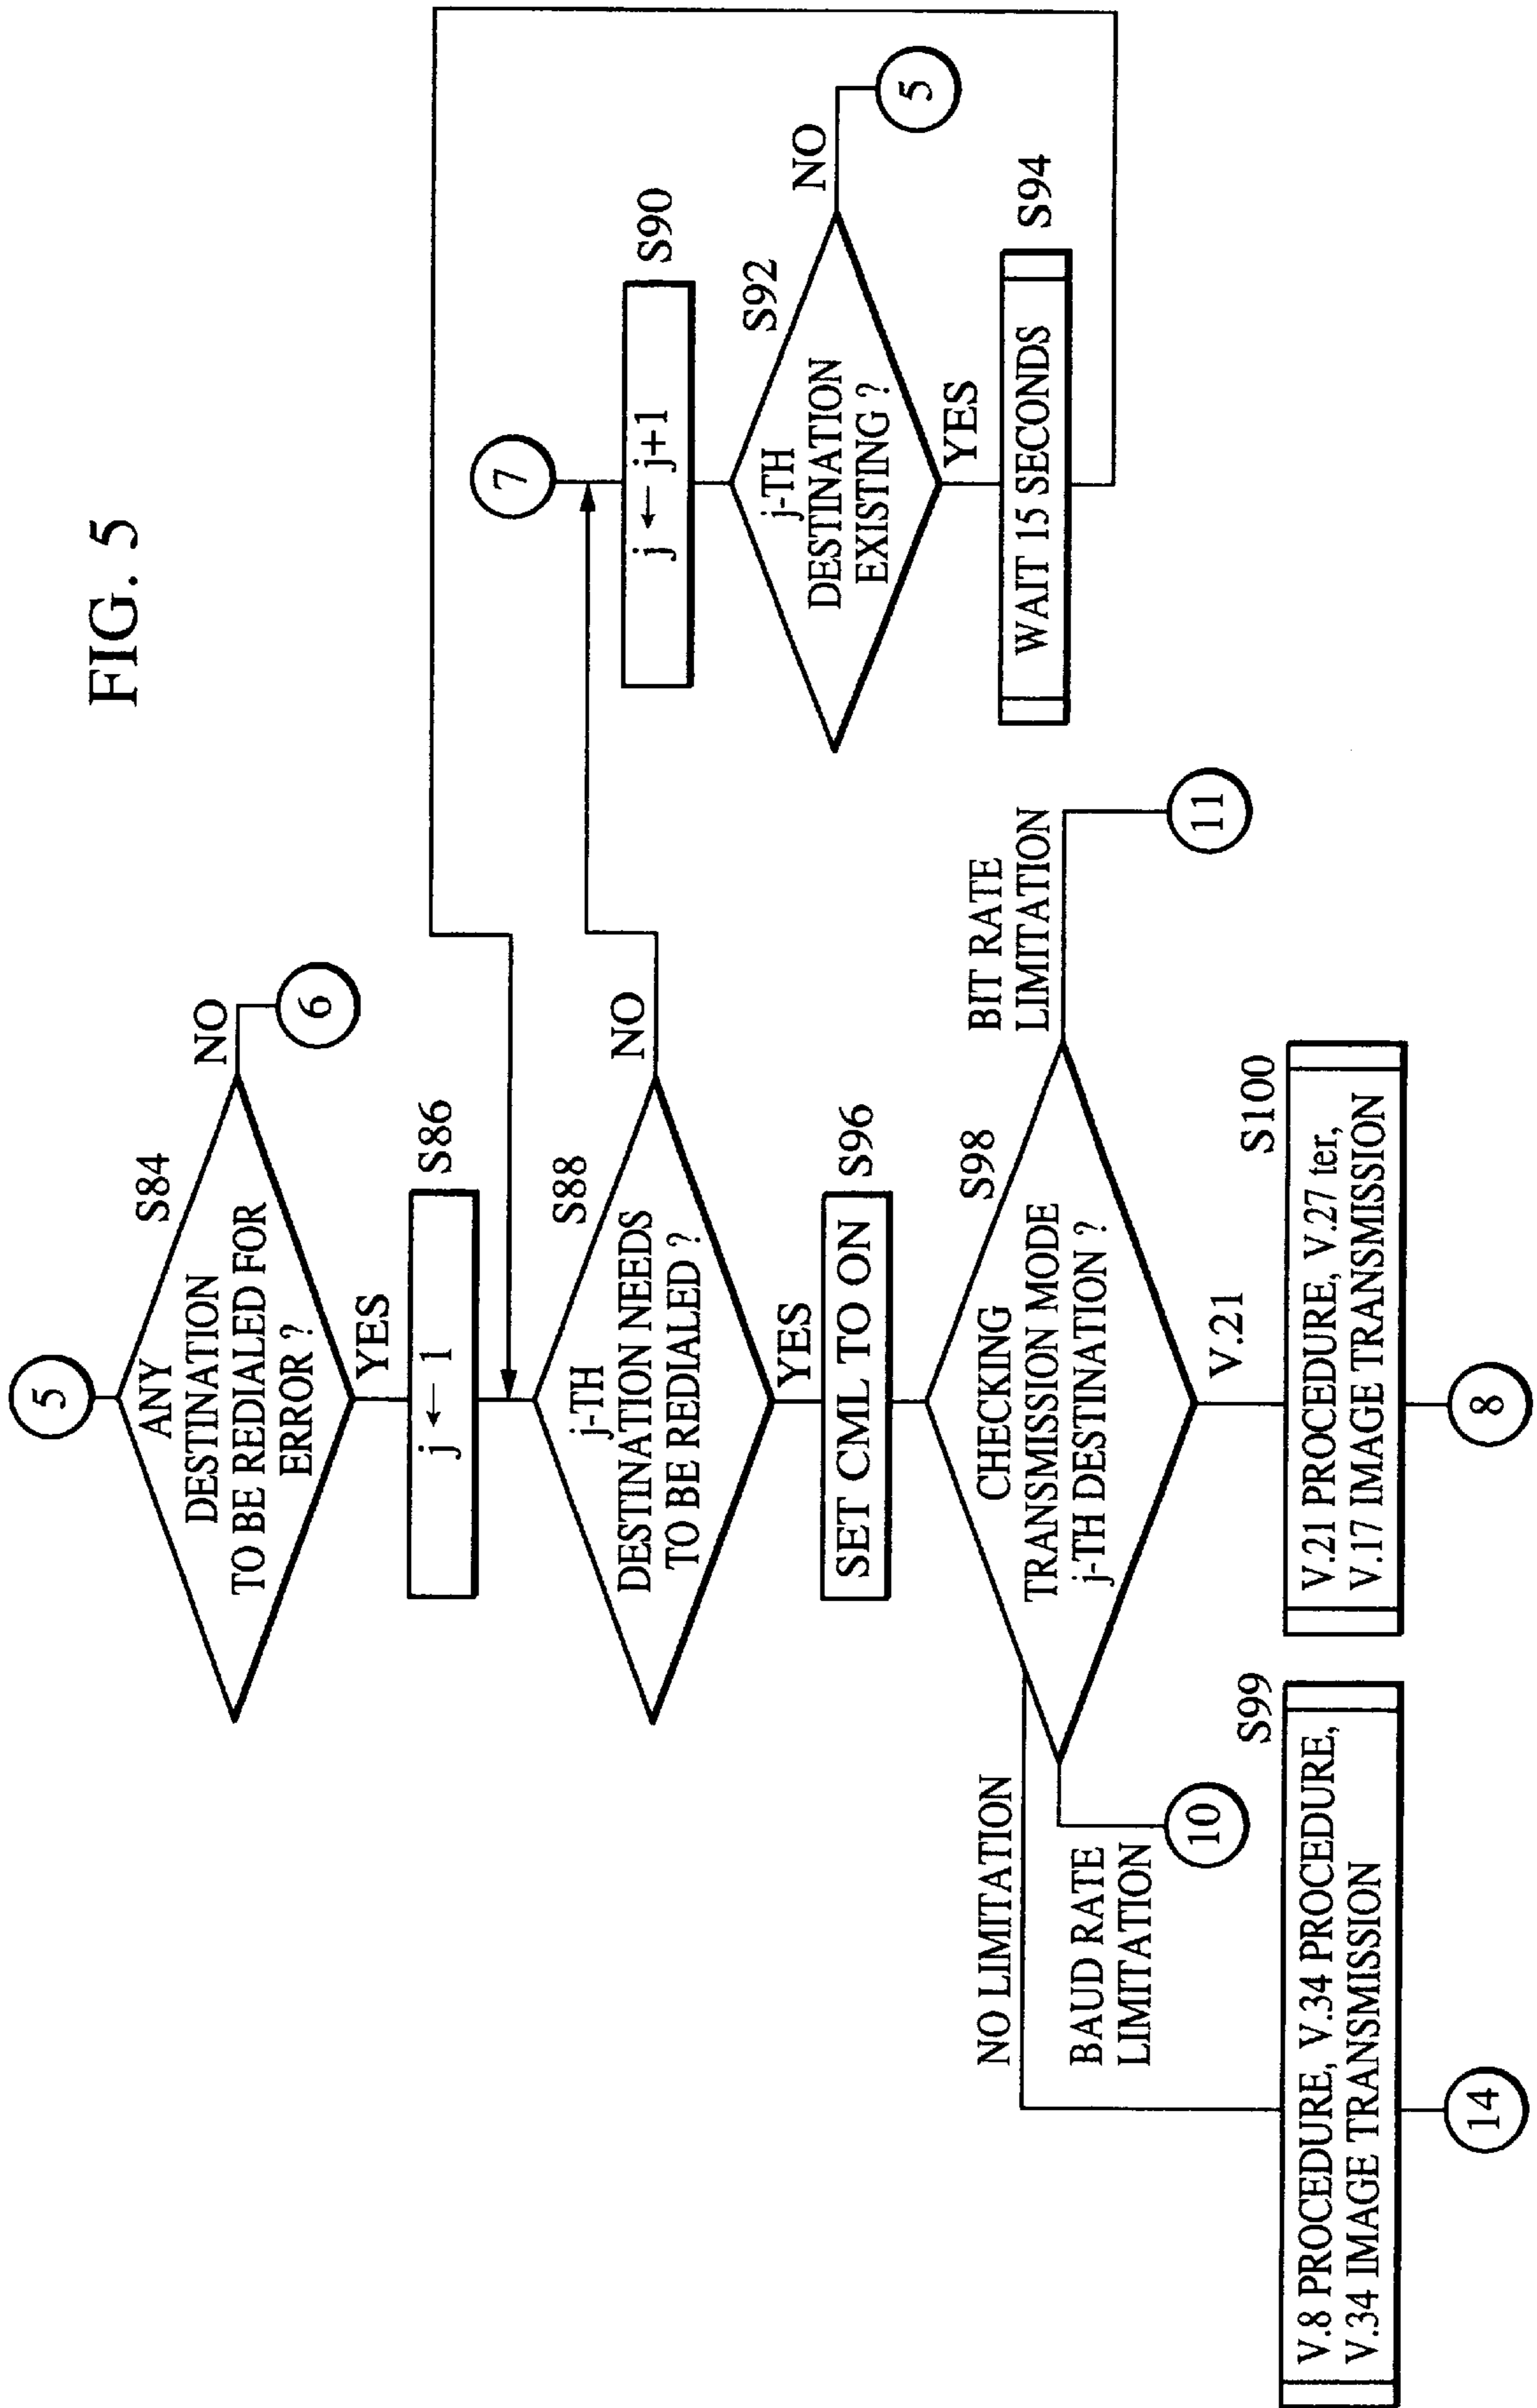 FIG. 5
5
S84
ANY
DESTINATION
TO BE REDIALED FOR
ERROR ?
NO
6
YES
S86
j ← 1
S88
j-TH
DESTINATION NEEDS
TO BE REDIALED ?
NO
YES
7
S90
j ← j+1
S92
j-TH
DESTINATION
EXISTING ?
NO
5
YES
S94
WAIT 15 SECONDS
S96
SET CML TO ON
S98
CHECKING
TRANSMISSION MODE
j-TH DESTINATION ?
NO LIMITATION
BAUD RATE
LIMITATION
10
V.21
BIT RATE
LIMITATION
11
S99
V.8 PROCEDURE, V.34 PROCEDURE,
V.34 IMAGE TRANSMISSION
14
S100
V.21 PROCEDURE, V.27 ter,
V.17 IMAGE TRANSMISSION
8